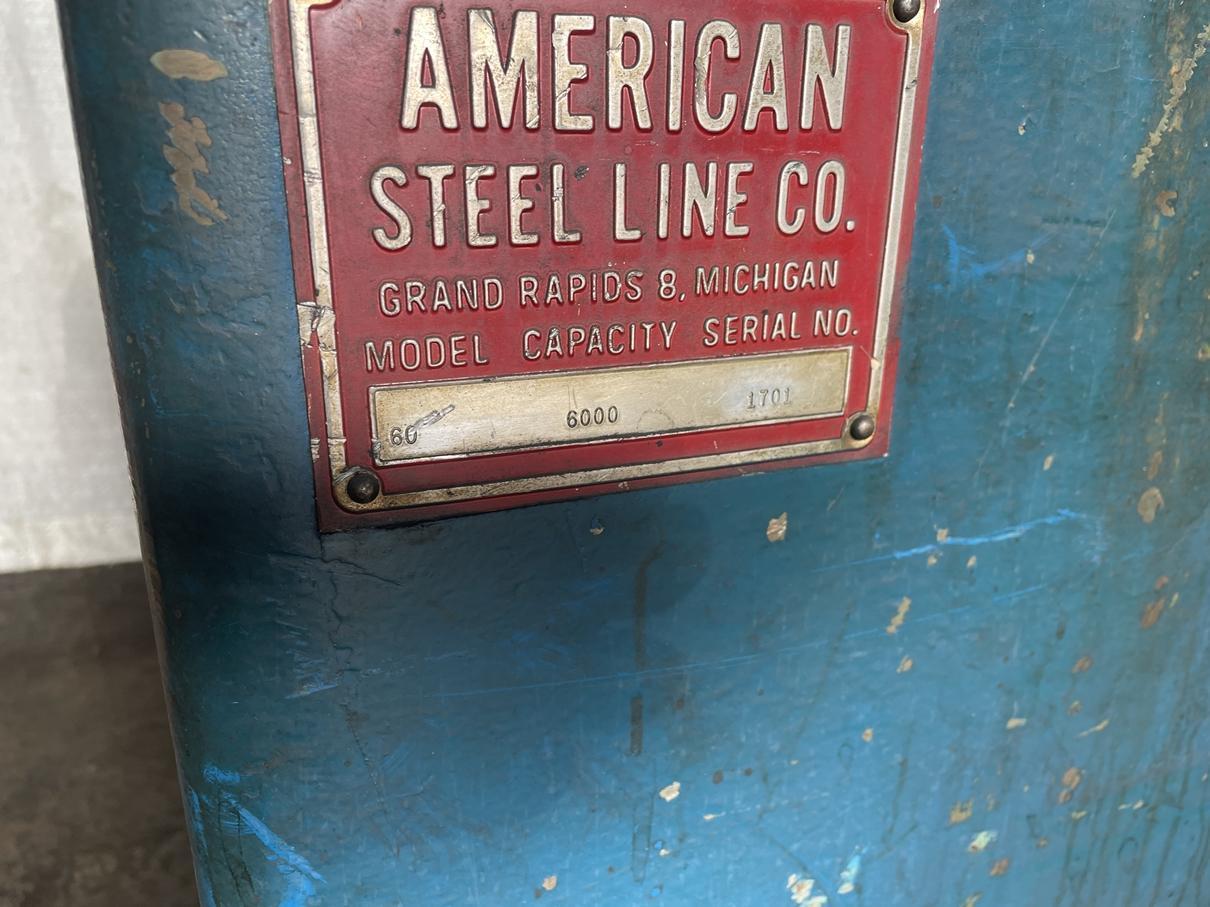 AMERICAN
STEEL LINE CO.
GRAND RAPIDS 8, MICHIGAN
MODEL CAPACITY SERIAL NO.
60 6000 1701